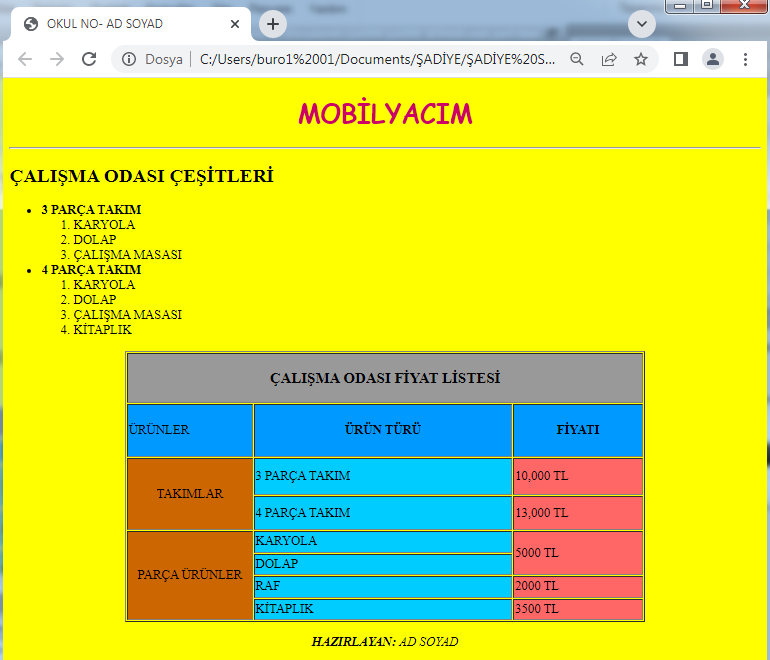 OKUL NO- AD SOYAD
Dosya C:/Users/buro1%2001/Documents/ŞADİYE/ŞADİYE%20S...
MOBİLYACIM
ÇALIŞMA ODASI ÇEŞİTLERİ
• 3 PARÇA TAKIM
1. KARYOLA
2. DOLAP
3. ÇALIŞMA MASASI
• 4 PARÇA TAKIM
1. KARYOLA
2. DOLAP
3. ÇALIŞMA MASASI
4. KİTAPLIK
ÇALIŞMA ODASI FİYAT LİSTESİ
ÜRÜNLER ÜRÜN TÜRÜ FİYATI
TAKIMLAR
3 PARÇA TAKIM 10,000 TL
4 PARÇA TAKIM 13,000 TL
PARÇA ÜRÜNLER
KARYOLA
5000 TL
DOLAP
RAF 2000 TL
KİTAPLIK 3500 TL
HAZIRLAYAN: AD SOYAD